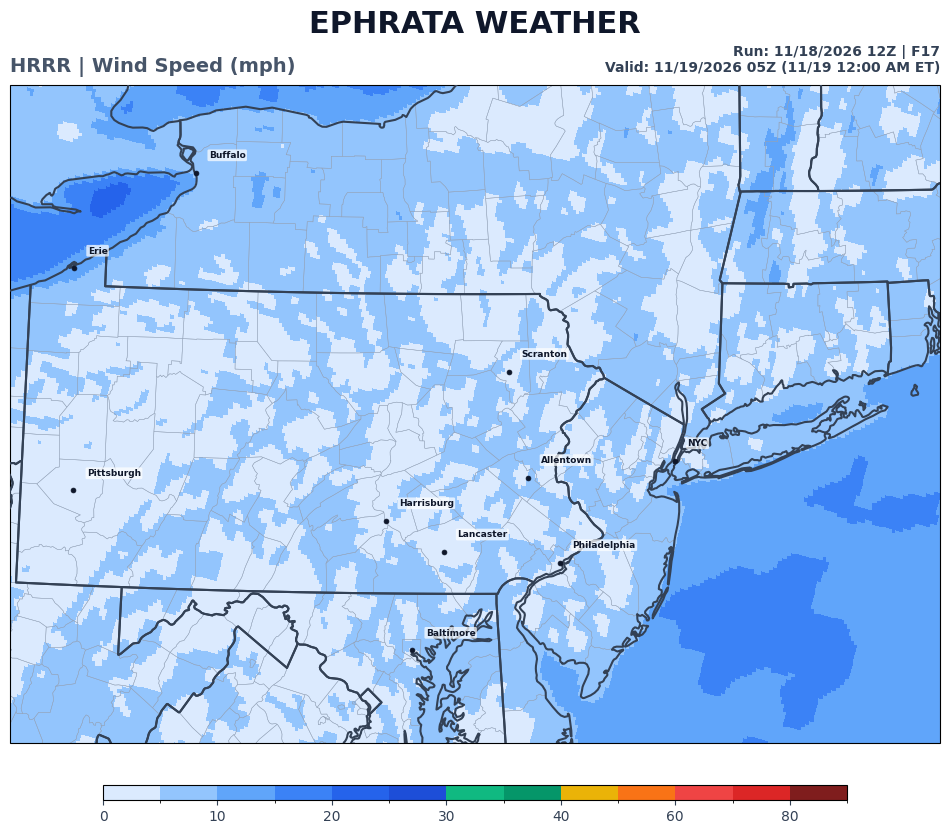 EPHRATA WEATHER
HRRR | Wind Speed (mph)
Run: 11/18/2026 12Z | F17
Valid: 11/19/2026 05Z (11/19 12:00 AM ET)
Buffalo
Erie
Scranton
NYC
Allentown
Pittsburgh
Harrisburg
Lancaster
Philadelphia
Baltimore
0 10 20 30 40 50 60 70 80